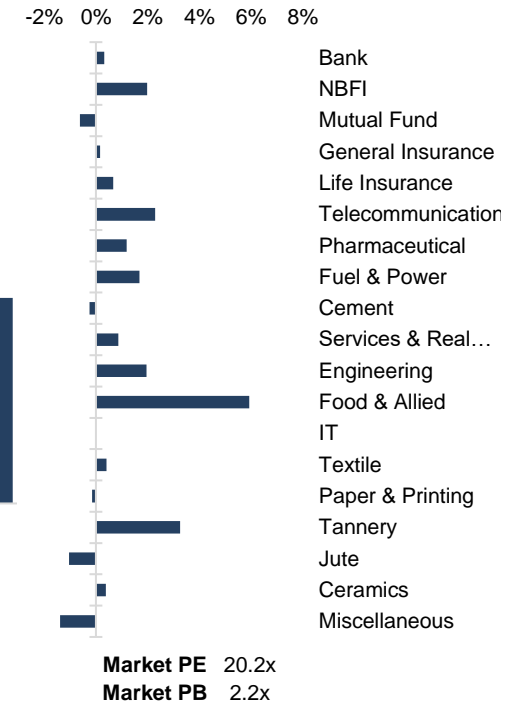 -2% 0% 2% 4% 6% 8%
Bank
NBFI
Mutual Fund
General Insurance
Life Insurance
Telecommunication
Pharmaceutical
Fuel & Power
Cement
Services & Real…
Engineering
Food & Allied
IT
Textile
Paper & Printing
Tannery
Jute
Ceramics
Miscellaneous
Market PE 20.2x
Market PB 2.2x